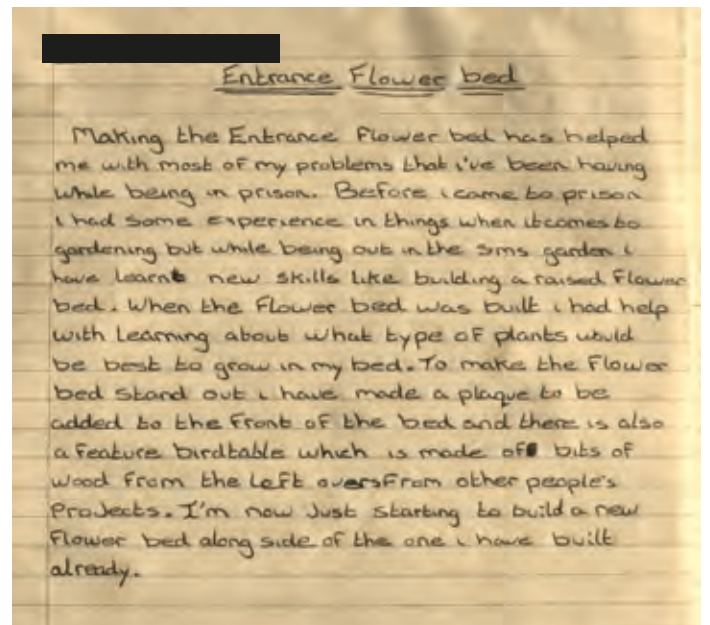 Entrance Flower bed
Making the Entrance Flower bed has helped
me with most of my problems that i've been having
while being in prison. Before i came to prison
i had some experience in things when it comes to
gardening but while being out in the sms garden i
have learnt new skills like building a raised Flower
bed. When the Flower bed was built i had help
with Learning about what type of plants would
be best to grow in my bed. To make the Flower
bed stand out i have made a plaque to be
added to the front of the bed and there is also
a feature birdtable which is made of bits of
wood from the Left overs From other people's
Projects. I'm now Just starting to build a new
Flower bed along side of the one i have built
already.